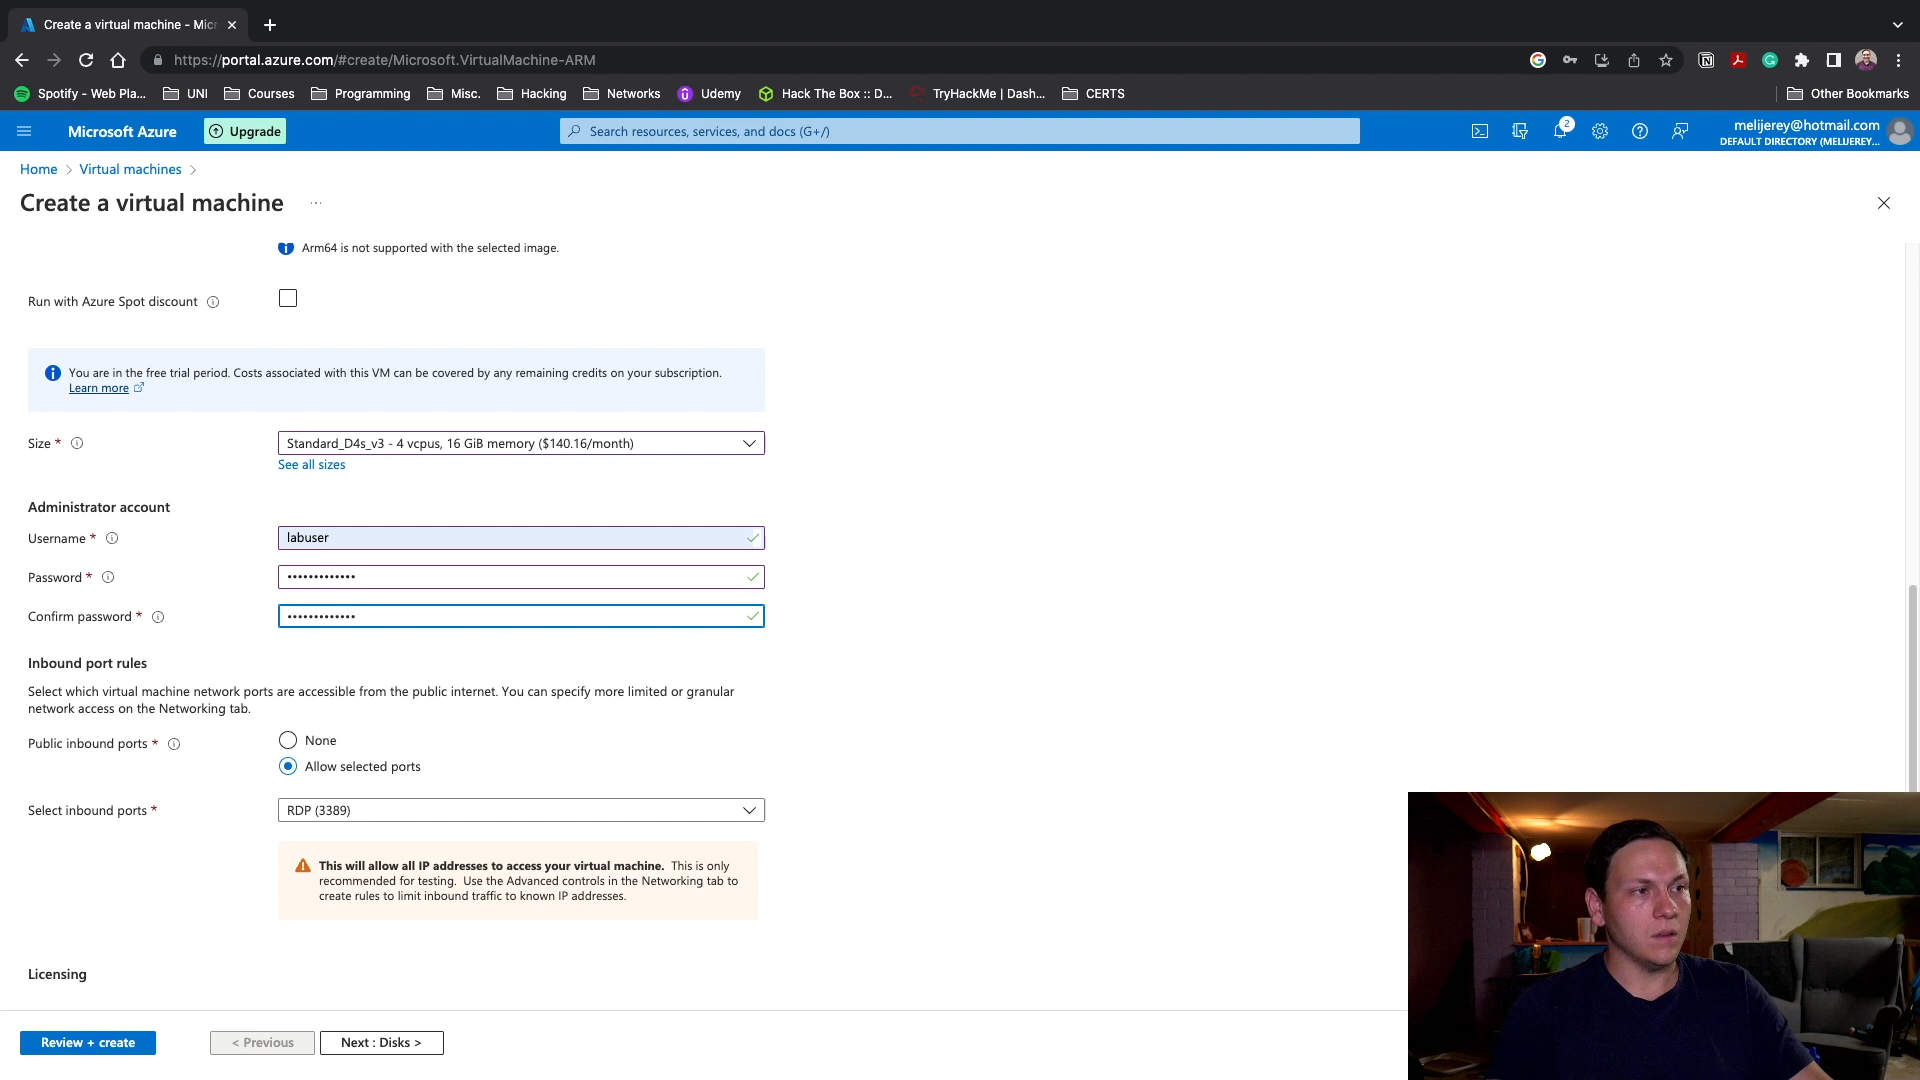 Create a virtual machine - Mic
https://portal.azure.com/#create/Microsoft.VirtualMachine-ARM
Spotify - Web Pla... UNI Courses Programming Misc. Hacking Networks Udemy Hack The Box :: D... TryHackMe | Dash... CERTS Other Bookmarks
Microsoft Azure Upgrade Search resources, services, and docs (G+/) 2 melijerey@hotmail.com
DEFAULT DIRECTORY (MELIJEREY...
Home > Virtual machines >
Create a virtual machine ...
Arm64 is not supported with the selected image.
Run with Azure Spot discount
You are in the free trial period. Costs associated with this VM can be covered by any remaining credits on your subscription.
Learn more
Size * Standard_D4s_v3 - 4 vcpus, 16 GiB memory ($140.16/month)
See all sizes
Administrator account
Username * labuser
Password * •••••••••••••
Confirm password * •••••••••••••
Inbound port rules
Select which virtual machine network ports are accessible from the public internet. You can specify more limited or granular
network access on the Networking tab.
Public inbound ports * None
Allow selected ports
Select inbound ports * RDP (3389)
This will allow all IP addresses to access your virtual machine. This is only
recommended for testing. Use the Advanced controls in the Networking tab to
create rules to limit inbound traffic to known IP addresses.
Licensing
Review + create < Previous Next : Disks >